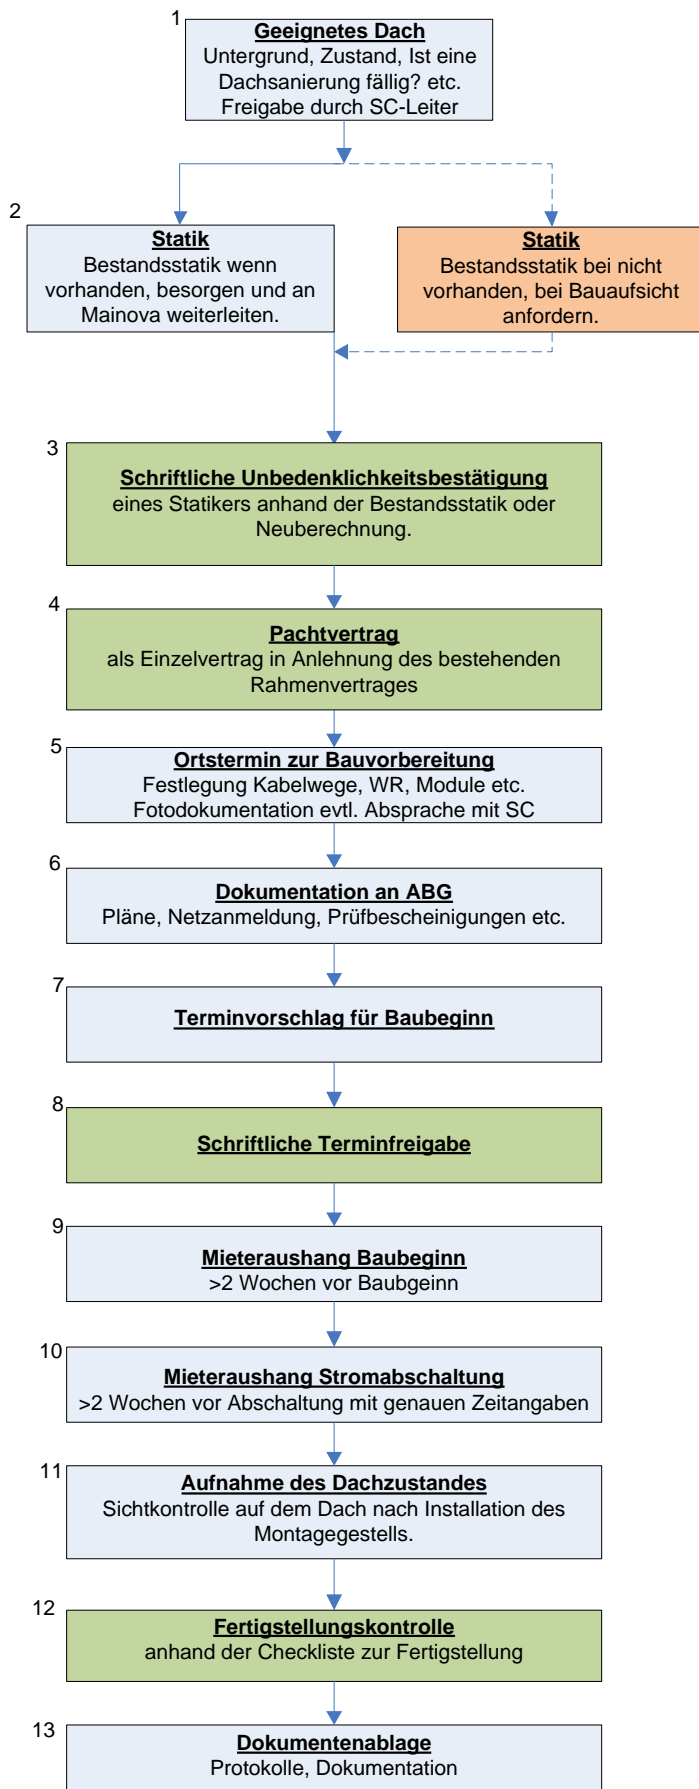 1
Geeignetes Dach
Untergrund, Zustand, Ist eine
Dachsanierung fällig? etc.
Freigabe durch SC-Leiter
2
Statik
Bestandsstatik wenn
vorhanden, besorgen und an
Mainova weiterleiten.
Statik
Bestandsstatik bei nicht
vorhanden, bei Bauaufsicht
anfordern.
3
Schriftliche Unbedenklichkeitsbestätigung
eines Statikers anhand der Bestandsstatik oder
Neuberechnung.
4
Pachtvertrag
als Einzelvertrag in Anlehnung des bestehenden
Rahmenvertrages
5
Ortstermin zur Bauvorbereitung
Festlegung Kabelwege, WR, Module etc.
Fotodokumentation evtl. Absprache mit SC
6
Dokumentation an ABG
Pläne, Netzanmeldung, Prüfbescheinigungen etc.
7
Terminvorschlag für Baubeginn
8
Schriftliche Terminfreigabe
9
Mieteraushang Baubeginn
>2 Wochen vor Baubgeinn
10
Mieteraushang Stromabschaltung
>2 Wochen vor Abschaltung mit genauen Zeitangaben
11
Aufnahme des Dachzustandes
Sichtkontrolle auf dem Dach nach Installation des
Montagegestells.
12
Fertigstellungskontrolle
anhand der Checkliste zur Fertigstellung
13
Dokumentenablage
Protokolle, Dokumentation